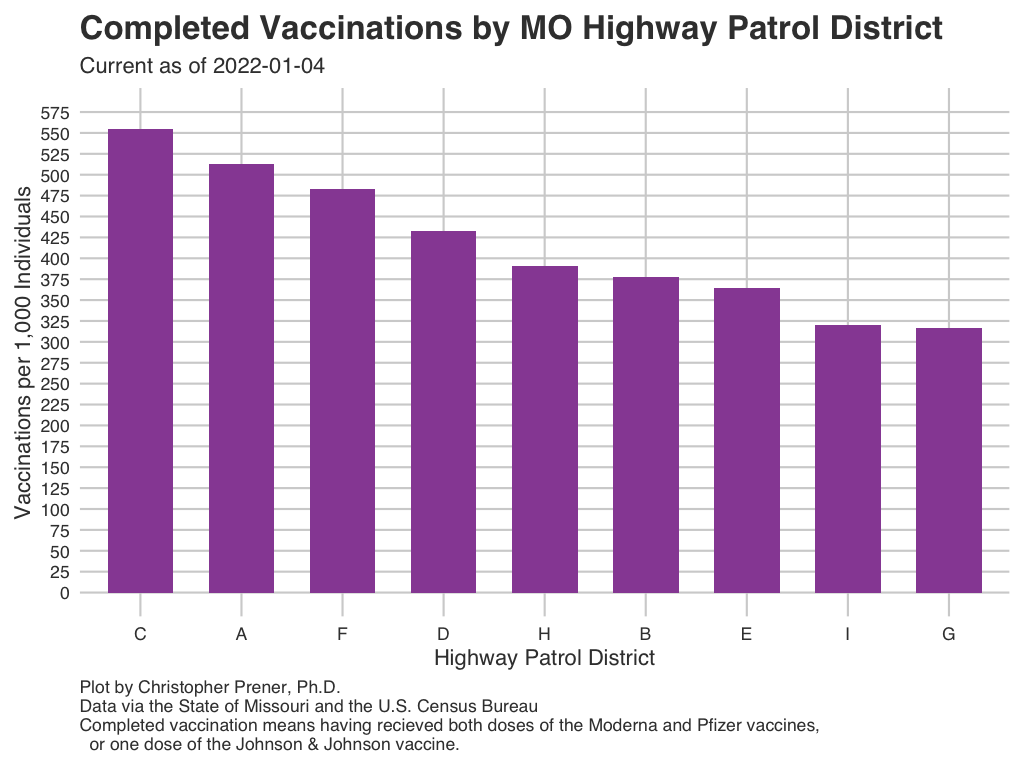 Completed Vaccinations by MO Highway Patrol District
Current as of 2022-01-04
Vaccinations per 1,000 Individuals
575
550
525
500
475
450
425
400
375
350
325
300
275
250
225
200
175
150
125
100
75
50
25
0
C A F D H B E I G
Highway Patrol District
Plot by Christopher Prener, Ph.D.
Data via the State of Missouri and the U.S. Census Bureau
Completed vaccination means having recieved both doses of the Moderna and Pfizer vaccines,
or one dose of the Johnson & Johnson vaccine.